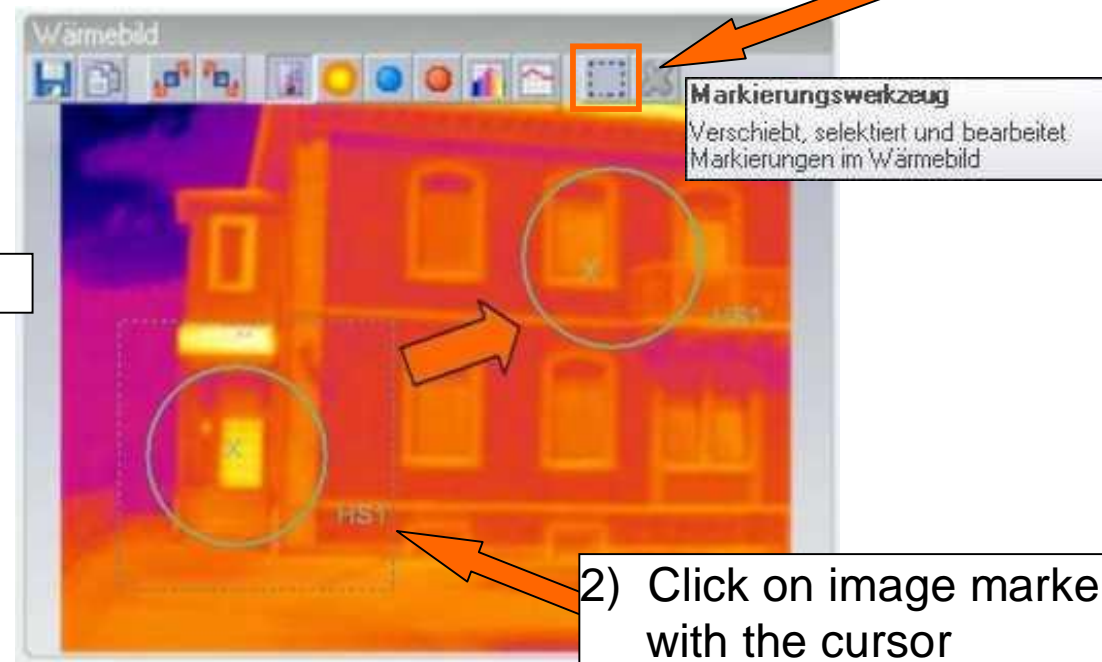 Wärmebild
Markierungswerkzeug
Verschiebt, selektiert und bearbeitet
Markierungen im Wärmebild
X
HS1
X
HS1
2) Click on image marke
with the cursor